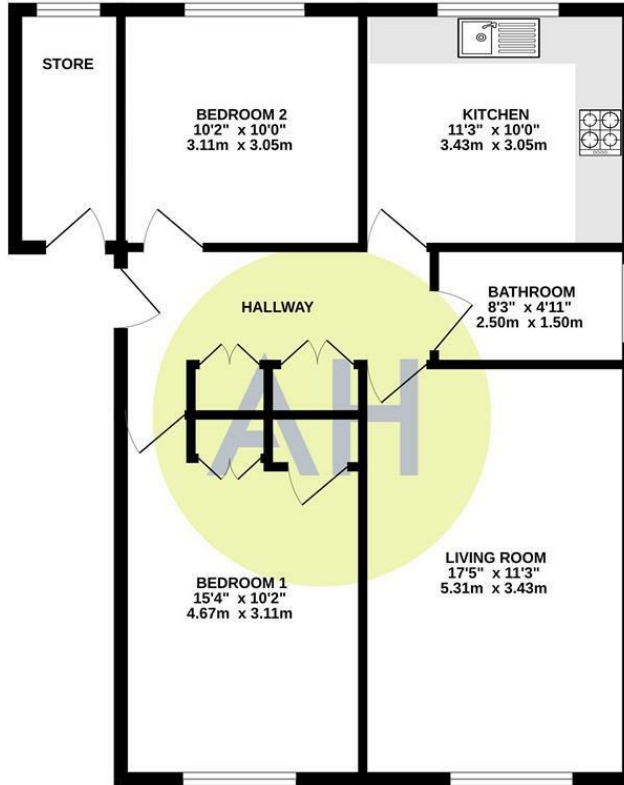 STORE
BEDROOM 2
10'2" x 10'0"
3.11m x 3.05m
KITCHEN
11'3" x 10'0"
3.43m x 3.05m
HALLWAY
BATHROOM
8'3" x 4'11"
2.50m x 1.50m
AH
BEDROOM 1
15'4" x 10'2"
4.67m x 3.11m
LIVING ROOM
17'5" x 11'3"
5.31m x 3.43m